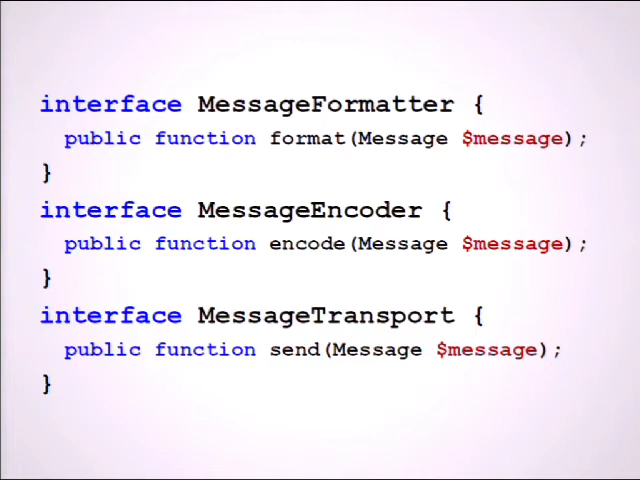 interface MessageFormatter {
public function format(Message $message);
}
interface MessageEncoder {
public function encode(Message $message);
}
interface MessageTransport {
public function send(Message $message);
}